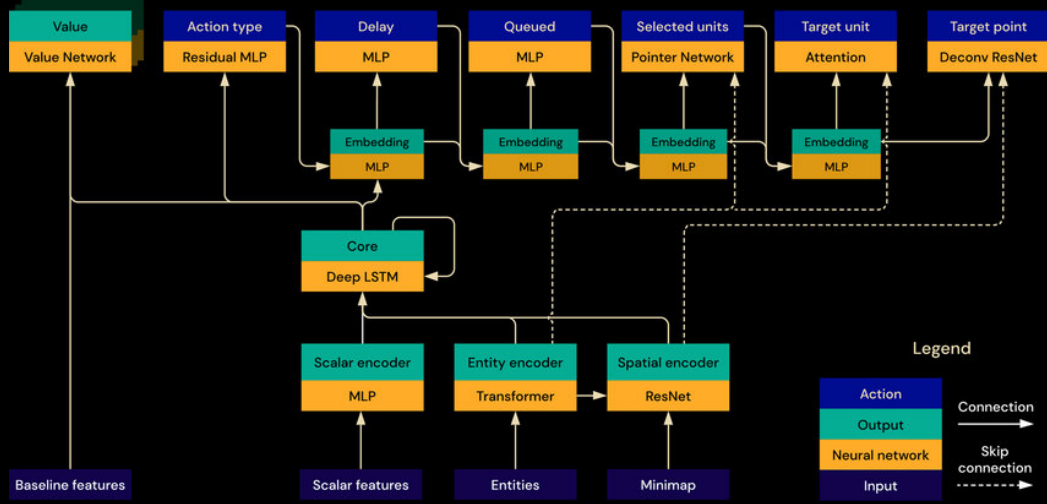 Value
Value Network
Action type
Residual MLP
Delay
MLP
Queued
MLP
Selected units
Pointer Network
Target unit
Attention
Target point
Deconv ResNet
Embedding
MLP
Embedding
MLP
Embedding
MLP
Embedding
MLP
Core
Deep LSTM
Scalar encoder
MLP
Entity encoder
Transformer
Spatial encoder
ResNet
Baseline features
Scalar features
Entities
Minimap
Legend
Action
Output
Neural network
Input
Connection
Skip
connection